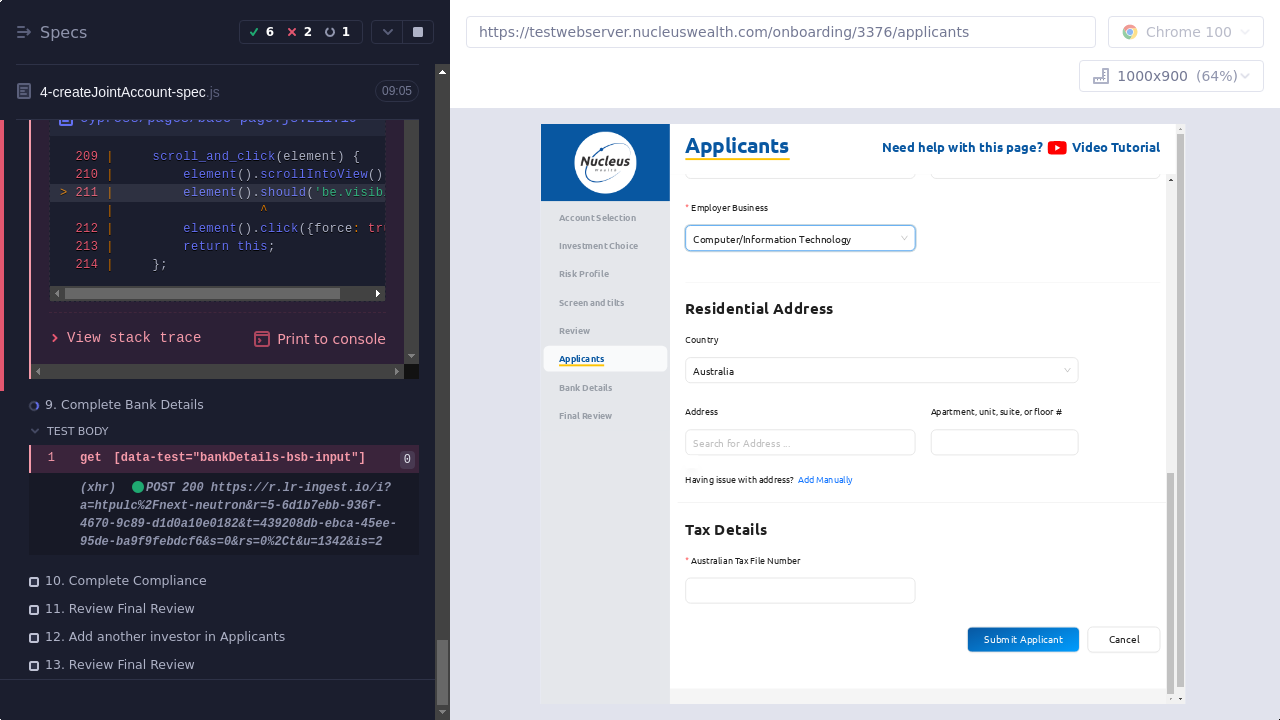 Specs
6
2
1
4-createJointAccount-spec.js
09:05
209 | scroll_and_click(element) {
210 | element().scrollIntoView()
> 211 | element().should('be.visib
| ^
212 | element().click({force: tru
213 | return this;
214 | };
View stack trace
Print to console
9. Complete Bank Details
TEST BODY
1 get [data-test="bankDetails-bsb-input"] 0
(xhr) POST 200 https://r.lr-ingest.io/i?
a=htpulc%2Fnext-neutron&r=5-6d1b7ebb-936f-
4670-9c89-d1d0a10e0182&t=439208db-ebca-45ee-
95de-ba9f9febdcf6&s=0&rs=0%2Ct&u=1342&is=2
10. Complete Compliance
11. Review Final Review
12. Add another investor in Applicants
13. Review Final Review
https://testwebserver.nucleuswealth.com/onboarding/3376/applicants
Chrome 100
1000x900 (64%)
Nucleus
Wealth
Account Selection
Investment Choice
Risk Profile
Screen and tilts
Review
Applicants
Bank Details
Final Review
Applicants
Need help with this page? Video Tutorial
* Employer Business
Computer/Information Technology
Residential Address
Country
Australia
Address
Apartment, unit, suite, or floor #
Search for Address ...
Having issue with address? Add Manually
Tax Details
* Australian Tax File Number
Submit Applicant
Cancel